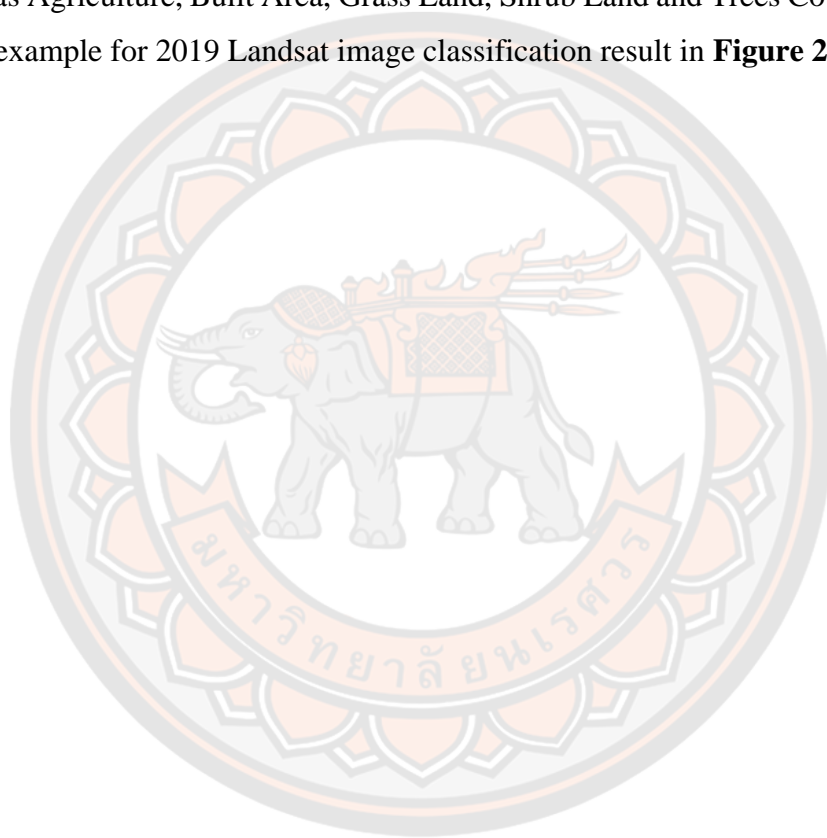 as Agriculture, Built Area, Grass Land, Shrub Land and Trees Co
example for 2019 Landsat image classification result in Figure 2
มหาวิทยาลัยนเรศวร